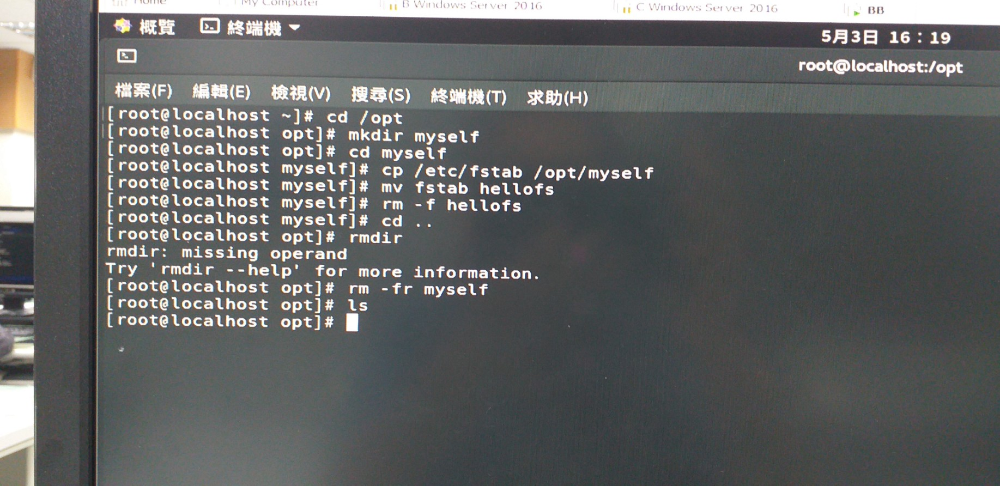 Home My Computer B Windows Server 2016 C Windows Server 2016 BB
概覽 終端機 5月3日 16：19
root@localhost:/opt
檔案(F) 編輯(E) 檢視(V) 搜尋(S) 終端機(T) 求助(H)
[root@localhost ~]# cd /opt
[root@localhost opt]# mkdir myself
[root@localhost opt]# cd myself
[root@localhost myself]# cp /etc/fstab /opt/myself
[root@localhost myself]# mv fstab hellofs
[root@localhost myself]# rm -f hellofs
[root@localhost myself]# cd ..
[root@localhost opt]# rmdir
rmdir: missing operand
Try 'rmdir --help' for more information.
[root@localhost opt]# rm -fr myself
[root@localhost opt]# ls
[root@localhost opt]#